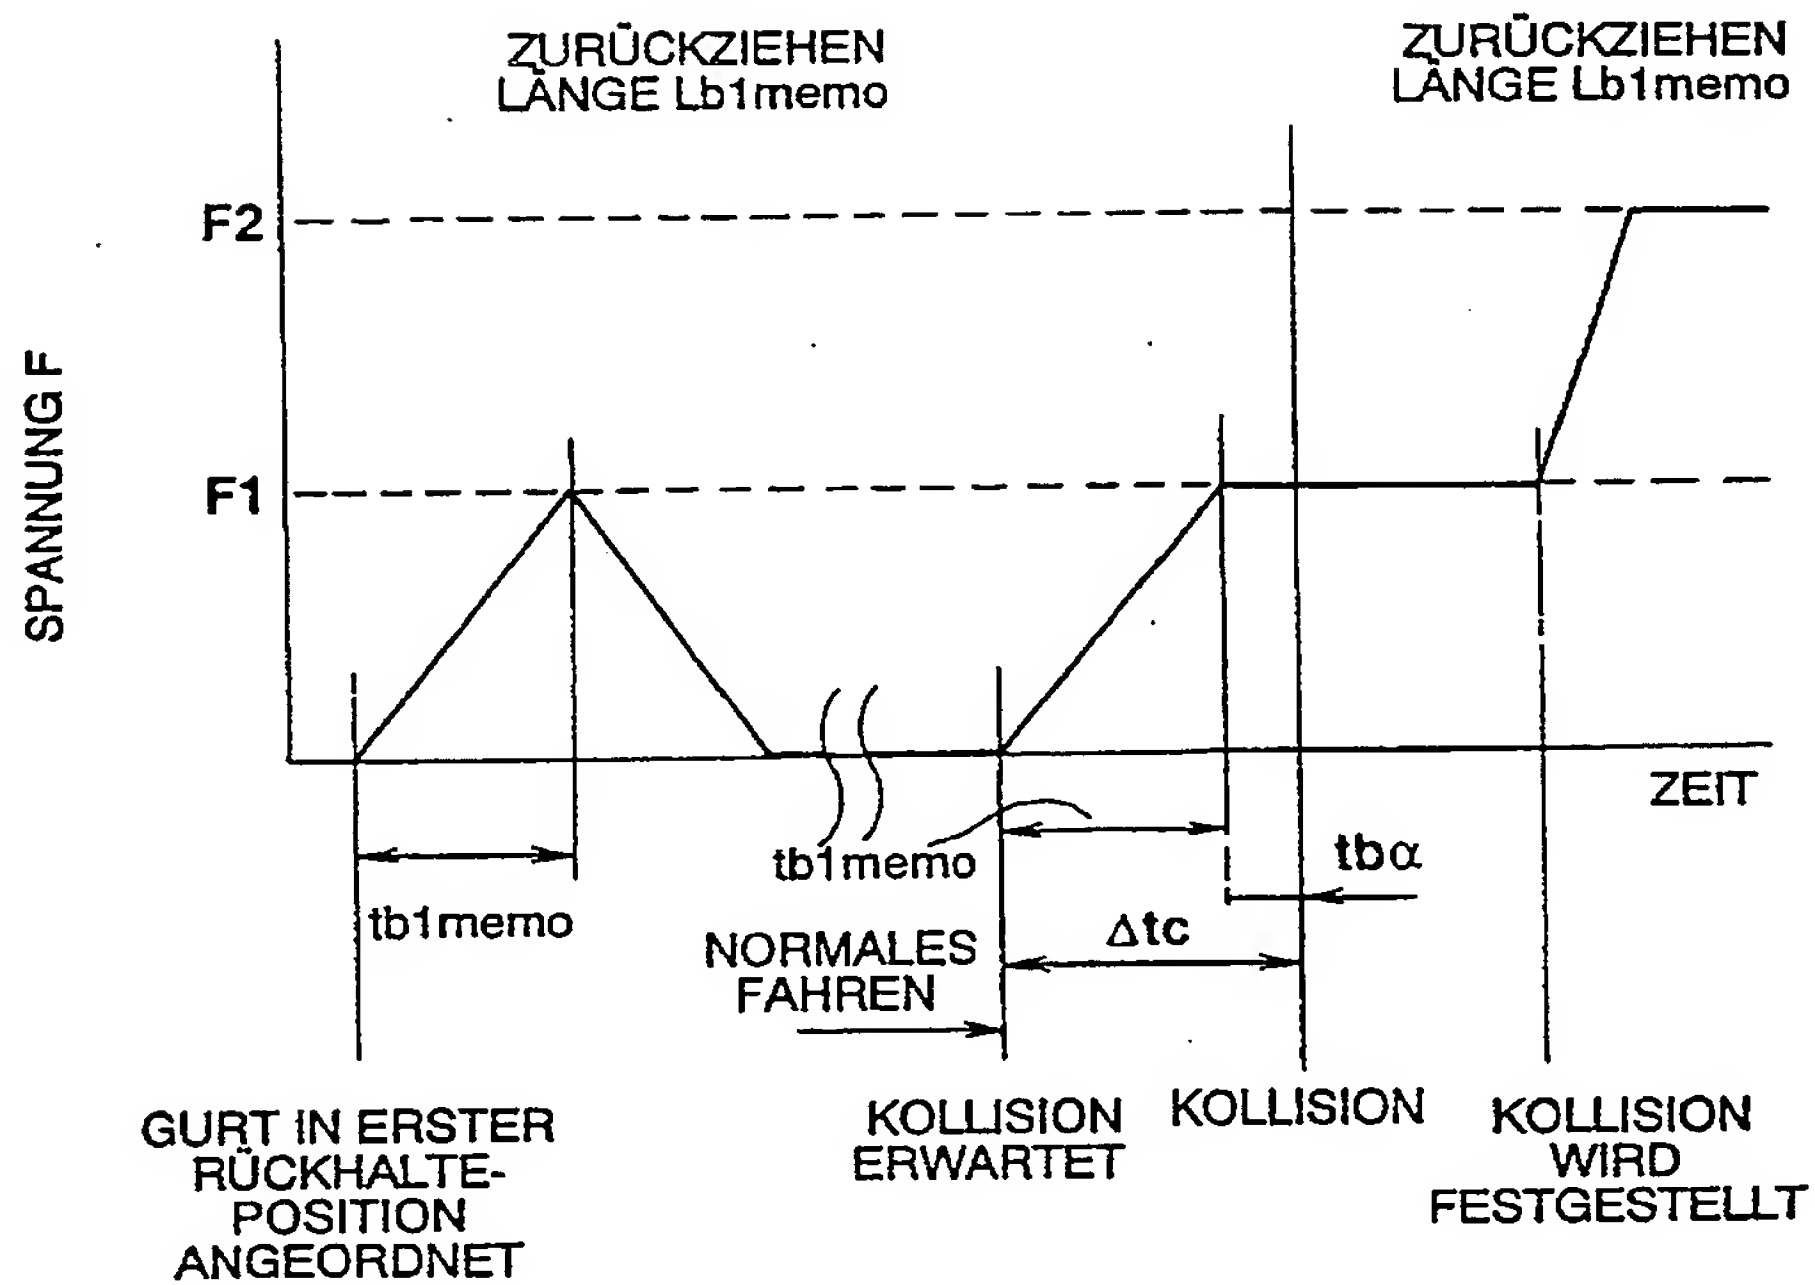 ZURÜCKZIEHEN
LÄNGE Lb1memo
ZURÜCKZIEHEN
LÄNGE Lb1memo
F2
F1
SPANNUNG F
ZEIT
tb1memo
tb1memo
tbα
Δtc
NORMALES
FAHREN
GURT IN ERSTER
RÜCKHALTE-
POSITION
ANGEORDNET
KOLLISION
ERWARTET
KOLLISION
KOLLISION
WIRD
FESTGESTELLT